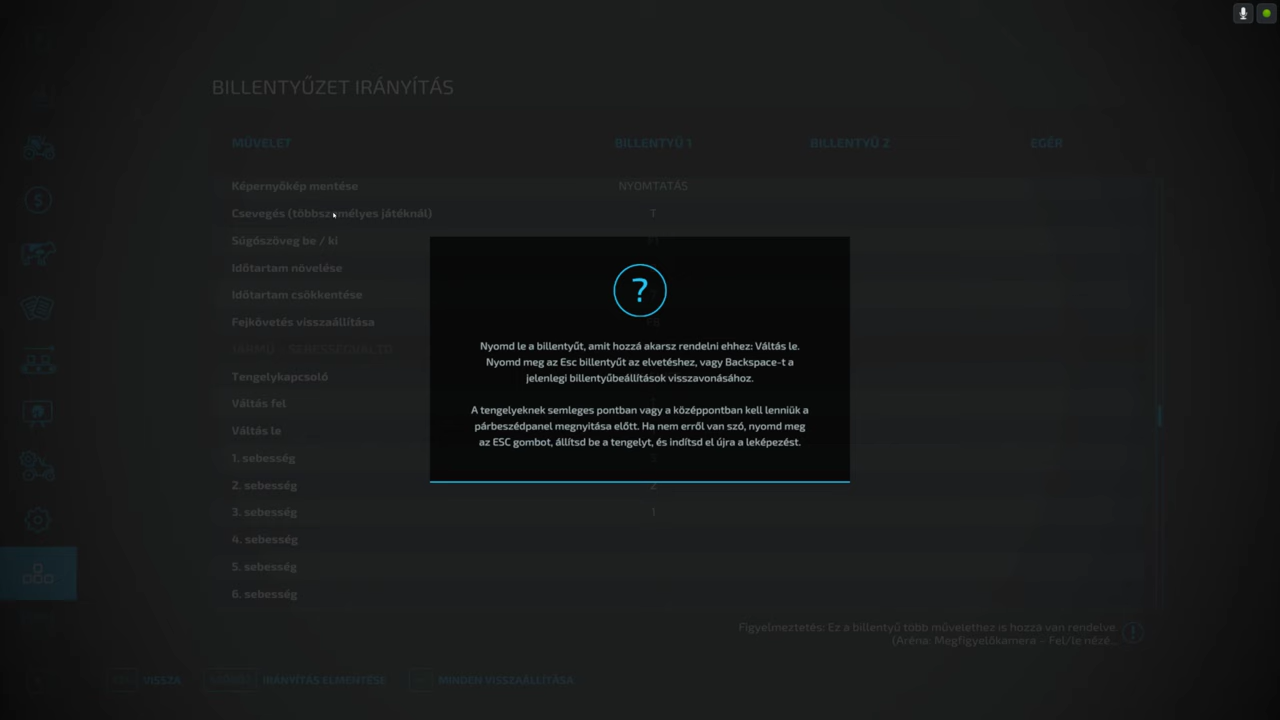 BILLENTYŰZET IRÁNYÍTÁS
MŰVELET BILLENTYŰ 1 BILLENTYŰ 2 EGÉR
Képernyőkép mentése NYOMTATÁS
Csevegés (többszemélyes játéknál) T
Súgószöveg be / ki F1
Időtartam növelése
Időtartam csökkentése
Fejkövetés visszaállítása
JÁRMŰ - SEBESSÉGVÁLTÓ
Tengelykapcsoló
Váltás fel
Váltás le
1. sebesség
2. sebesség 2
3. sebesség 1
4. sebesség
5. sebesség
6. sebesség
?
Nyomd le a billentyűt, amit hozzá akarsz rendelni ehhez: Váltás le.
Nyomd meg az Esc billentyűt az elvetéshez, vagy Backspace-t a
jelenlegi billentyűbeállítások visszavonásához.
A tengelyeknek semleges pontban vagy a középpontban kell lenniük a
párbeszédpanel megnyitása előtt. Ha nem erről van szó, nyomd meg
az ESC gombot, állítsd be a tengelyt, és indítsd el újra a leképezést.
Figyelmeztetés: Ez a billentyű több művelethez is hozzá van rendelve.
(Aréna: Megfigyelőkamera – Fel/le nézé...
VISSZA IRÁNYÍTÁS ELMENTÉSE MINDEN VISSZAÁLLÍTÁSA